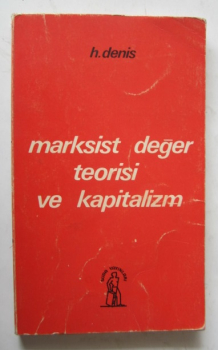 h.denis
marksist değer
teorisi
ve kapitalizm